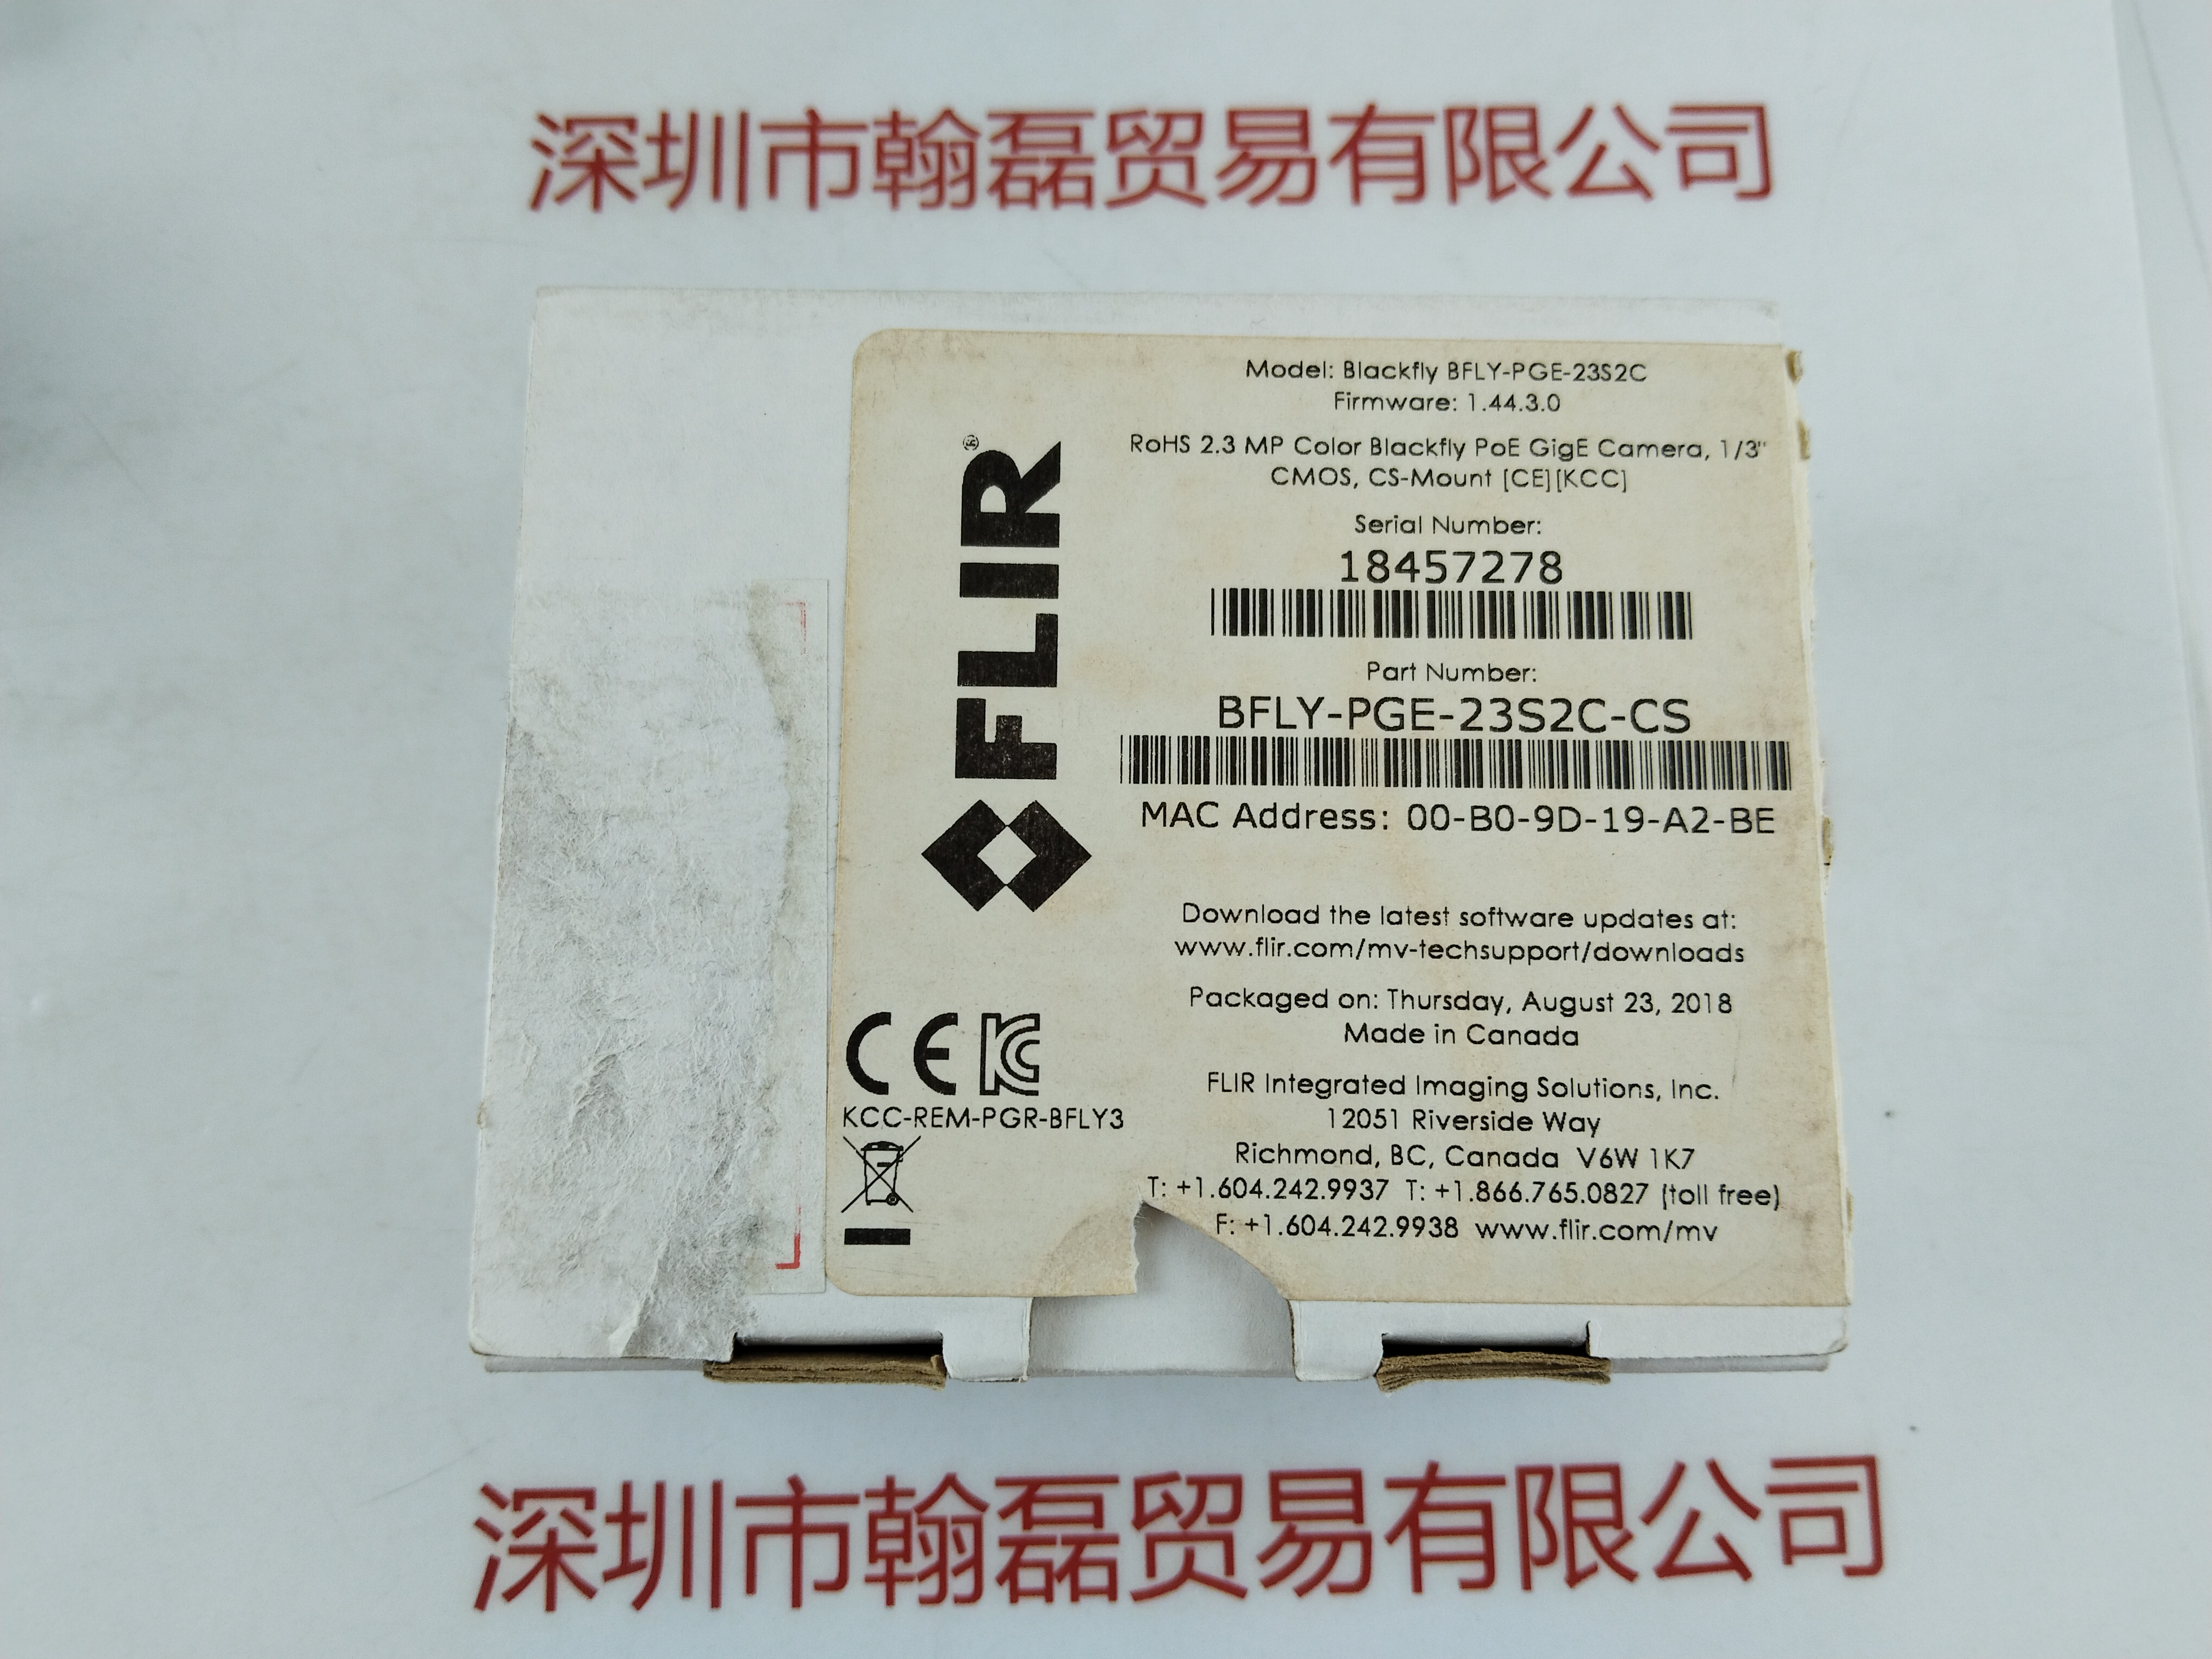 深圳市翰磊贸易有限公司
Model: Blackfly BFLY-PGE-23S2C
Firmware: 1.44.3.0
RoHS 2.3 MP Color Blackfly PoE GigE Camera, 1/3"
CMOS, CS-Mount [CE][KCC]
Serial Number:
18457278
Part Number:
BFLY-PGE-23S2C-CS
MAC Address: 00-B0-9D-19-A2-BE
Download the latest software updates at:
www.flir.com/mv-techsupport/downloads
Packaged on: Thursday, August 23, 2018
Made in Canada
FLIR Integrated Imaging Solutions, Inc.
12051 Riverside Way
Richmond, BC, Canada V6W 1K7
T: +1.604.242.9937 T: +1.866.765.0827 (toll free)
F: +1.604.242.9938 www.flir.com/mv
FLIR®
CE KC
KCC-REM-PGR-BFLY3
深圳市翰磊贸易有限公司